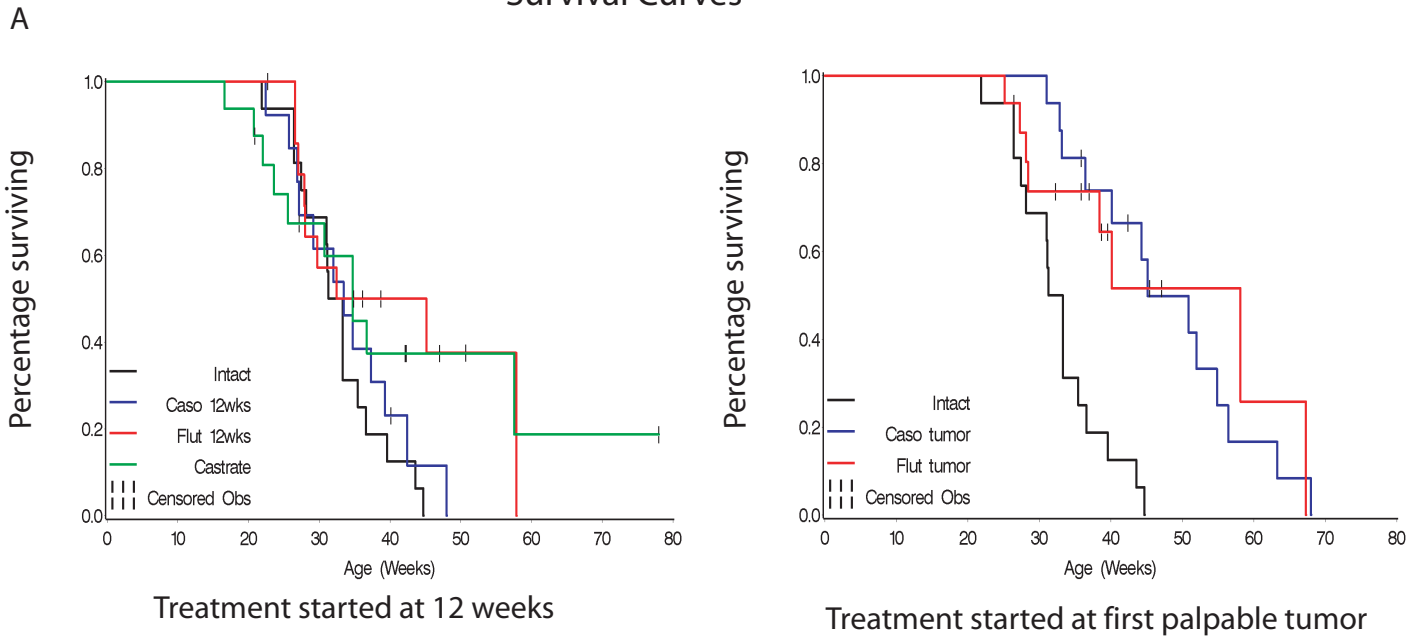 Survival Curves
A
Percentage surviving
1.0
0.8
0.6
0.4
0.2
0.0
Intact
Caso 12wks
Flut 12wks
Castrate
Censored Obs
0 10 20 30 40 50 60 70 80
Age (Weeks)
Treatment started at 12 weeks
Percentage surviving
1.0
0.8
0.6
0.4
0.2
0.0
Intact
Caso tumor
Flut tumor
Censored Obs
0 10 20 30 40 50 60 70 80
Age (Weeks)
Treatment started at first palpable tumor